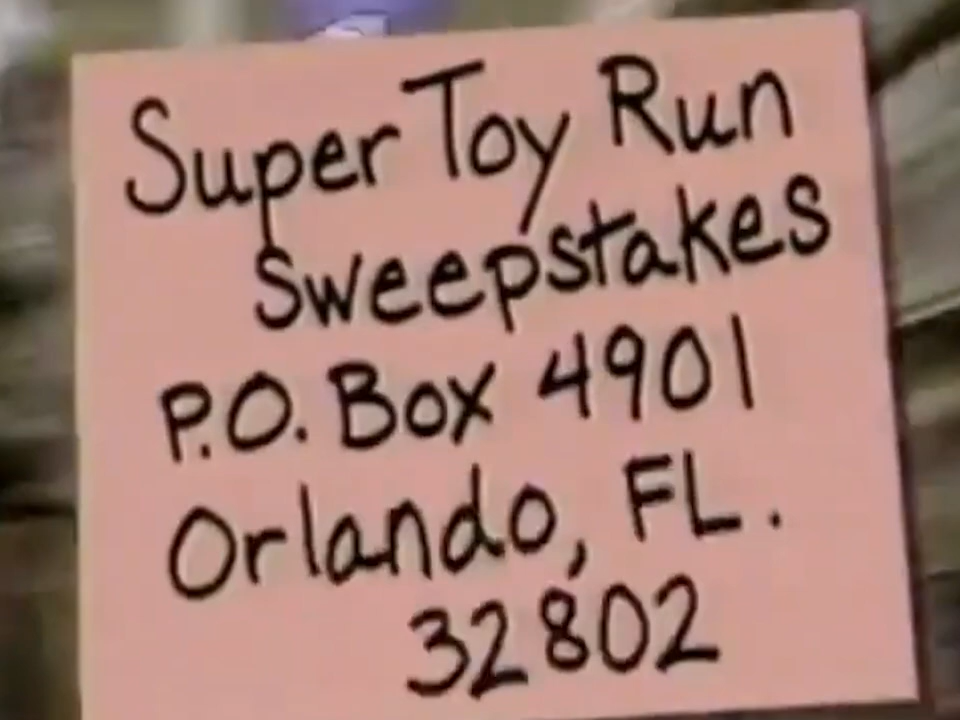 Super Toy Run
Sweepstakes
P.O. Box 4901
Orlando, FL.
32802